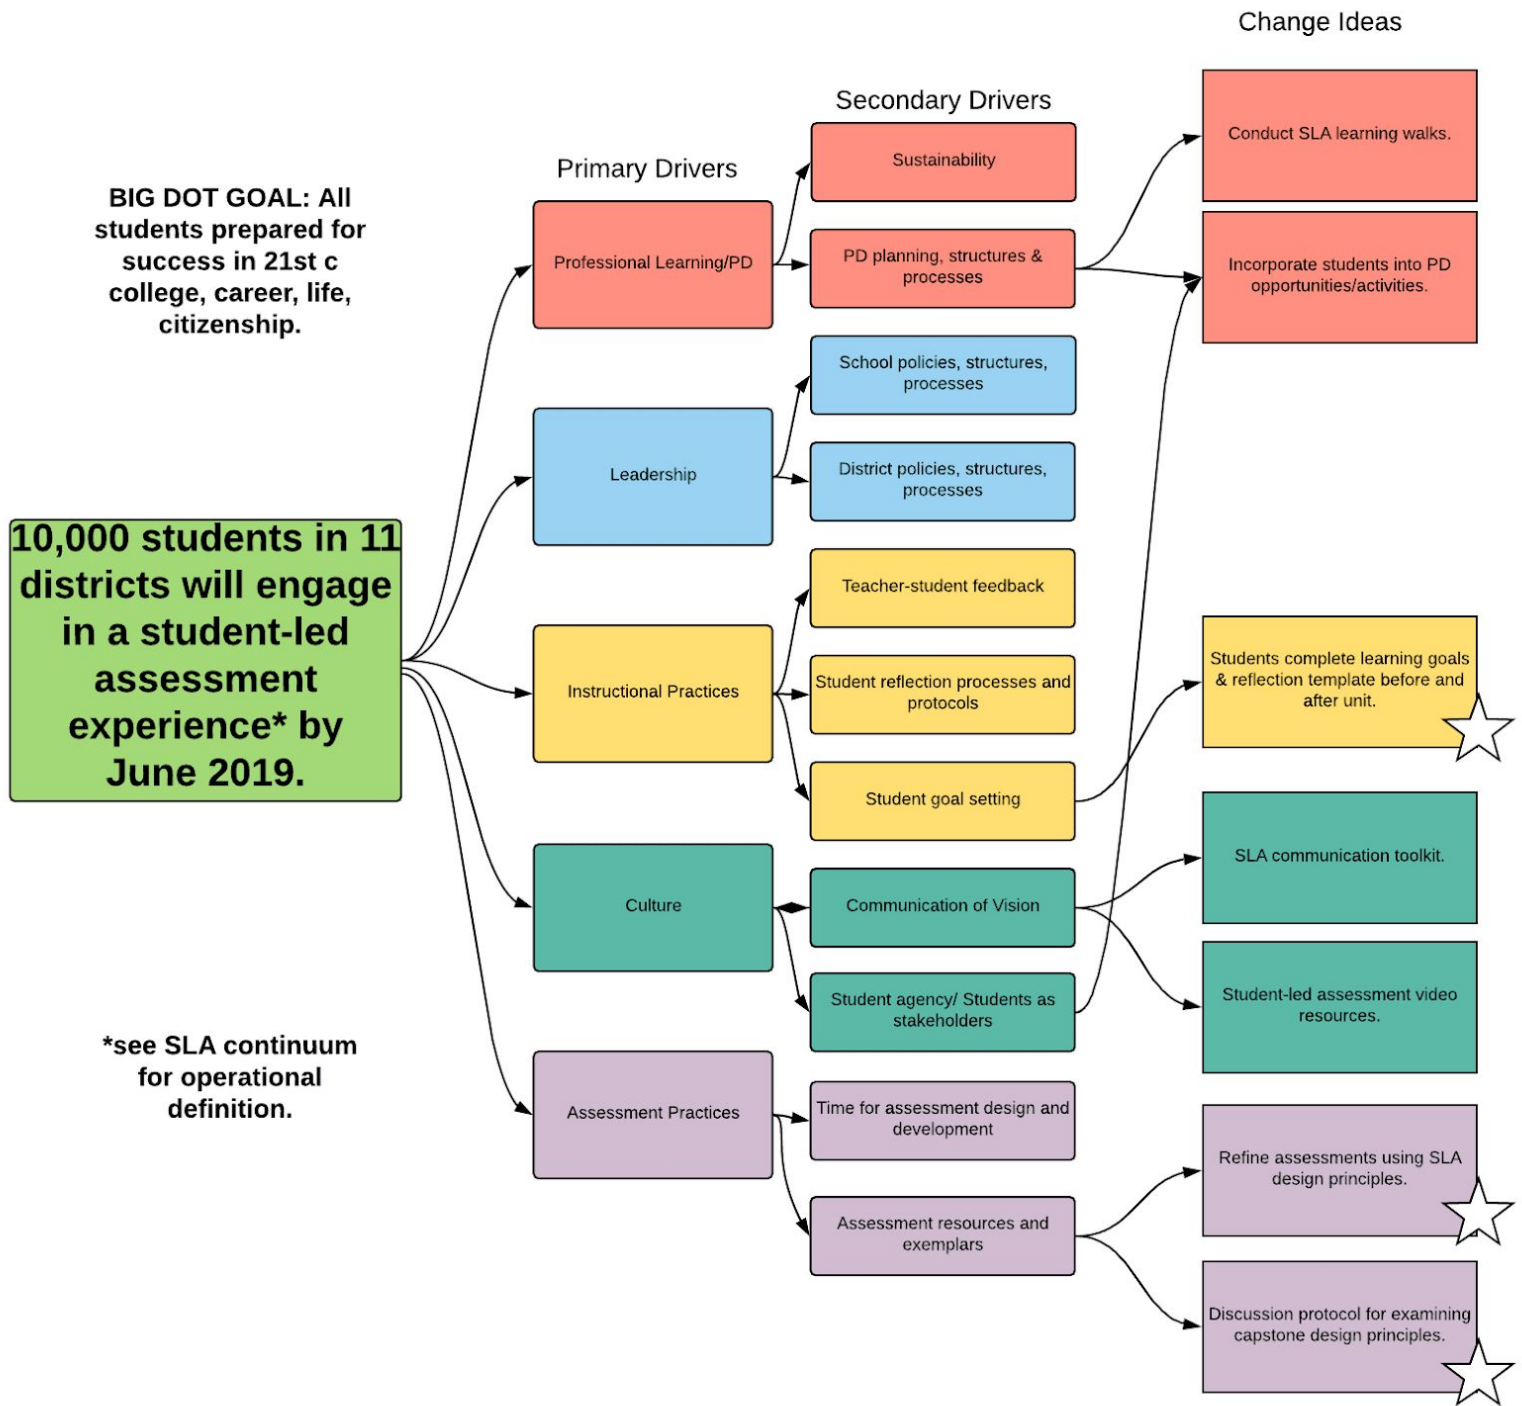 Change Ideas
Secondary Drivers
Primary Drivers
BIG DOT GOAL: All
students prepared for
success in 21st c
college, career, life,
citizenship.
10,000 students in 11
districts will engage
in a student-led
assessment
experience* by
June 2019.
*see SLA continuum
for operational
definition.
Professional Learning/PD
Leadership
Instructional Practices
Culture
Assessment Practices
Sustainability
PD planning, structures &
processes
School policies, structures,
processes
District policies, structures,
processes
Teacher-student feedback
Student reflection processes and
protocols
Student goal setting
Communication of Vision
Student agency/ Students as
stakeholders
Time for assessment design and
development
Assessment resources and
exemplars
Conduct SLA learning walks.
Incorporate students into PD
opportunities/activities.
Students complete learning goals
& reflection template before and
after unit.
SLA communication toolkit.
Student-led assessment video
resources.
Refine assessments using SLA
design principles.
Discussion protocol for examining
capstone design principles.